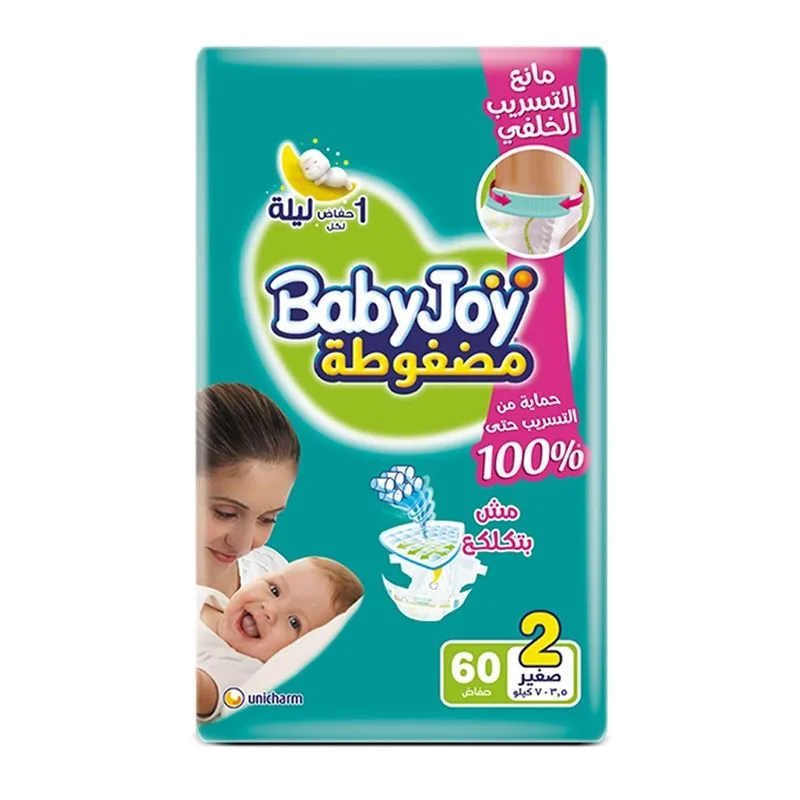 مانع
التسريب
الخلفي
1 حفاض لكل ليلة
BabyJoy
مضغوطة
حماية من
التسريب حتى
100%
مش
بتكلكع
2
صغير
٣,٥ - ٧ كيلو
60
حفاض
unicharm